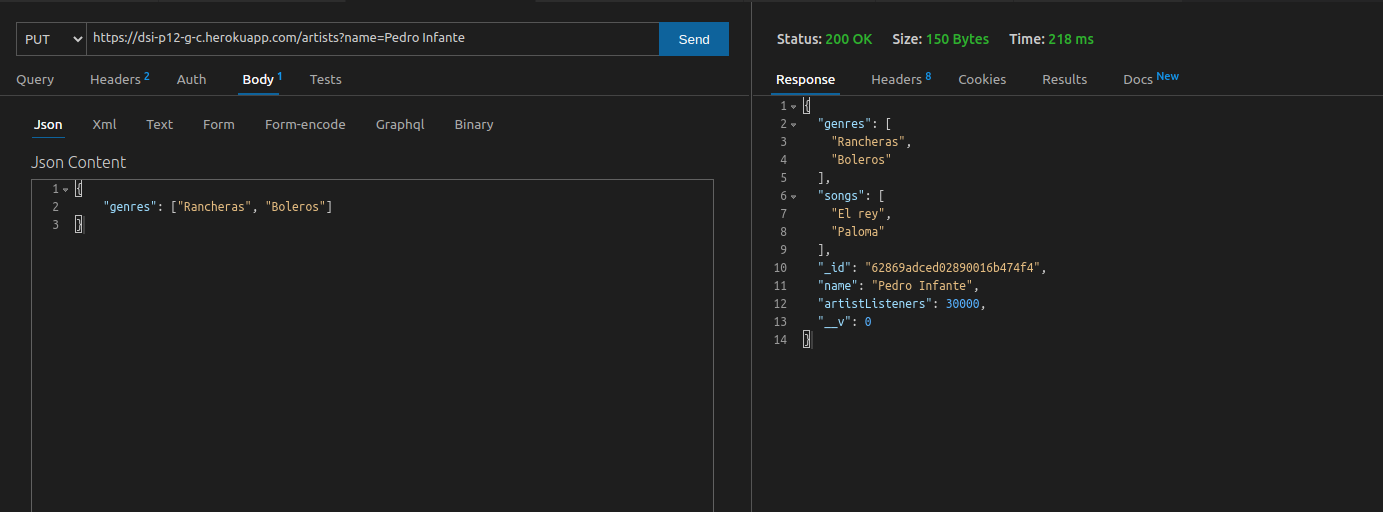 PUT https://dsi-p12-g-c.herokuapp.com/artists?name=Pedro Infante Send
Query Headers 2 Auth Body 1 Tests
Json Xml Text Form Form-encode Graphql Binary
Json Content
1 {
2 "genres": ["Rancheras", "Boleros"]
3 }
Status: 200 OK Size: 150 Bytes Time: 218 ms
Response Headers 8 Cookies Results Docs New
1 {
2 "genres": [
3 "Rancheras",
4 "Boleros"
5 ],
6 "songs": [
7 "El rey",
8 "Paloma"
9 ],
10 "_id": "62869adced02890016b474f4",
11 "name": "Pedro Infante",
12 "artistListeners": 30000,
13 "__v": 0
14 }